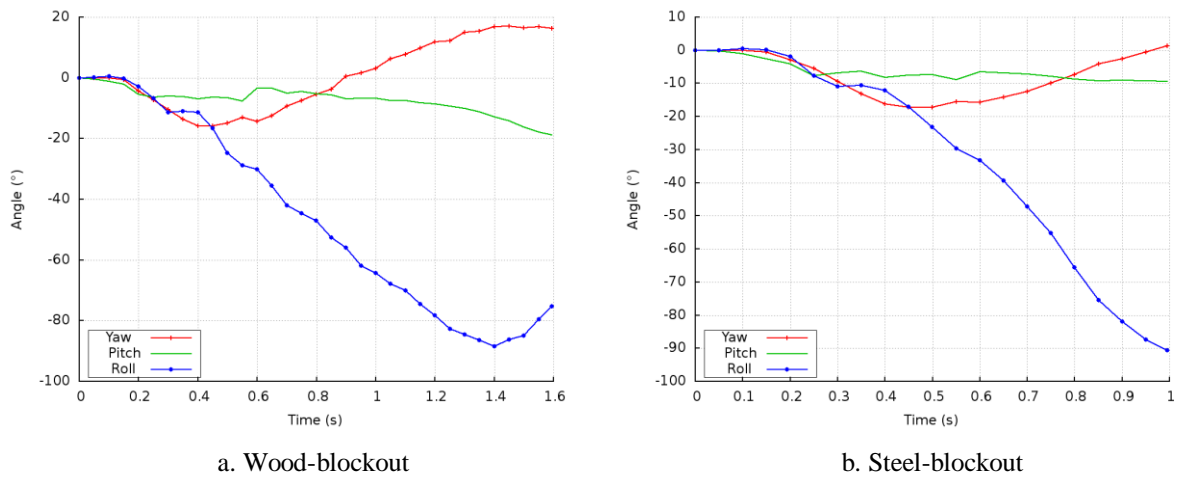 20
0
-20
-40
-60
-80
-100
Angle (°)
Yaw
Pitch
Roll
0 0.2 0.4 0.6 0.8 1 1.2 1.4 1.6
Time (s)
a. Wood-blockout
10
0
-10
-20
-30
-40
-50
-60
-70
-80
-90
-100
Angle (°)
Yaw
Pitch
Roll
0 0.1 0.2 0.3 0.4 0.5 0.6 0.7 0.8 0.9 1
Time (s)
b. Steel-blockout